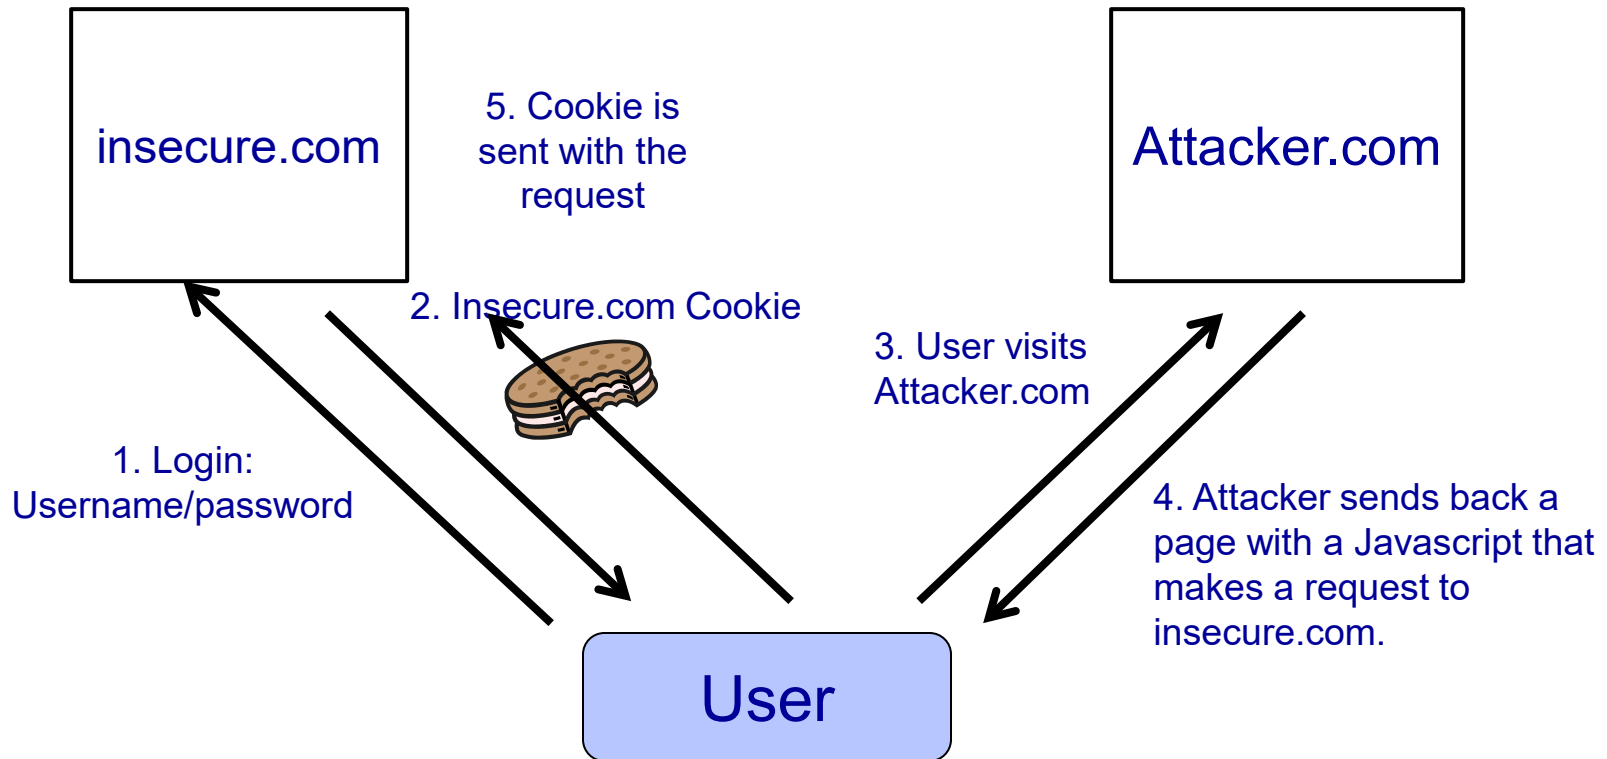 insecure.com
5. Cookie is
sent with the
request
Attacker.com
2. Insecure.com Cookie
3. User visits
Attacker.com
1. Login:
Username/password
4. Attacker sends back a
page with a Javascript that
makes a request to
insecure.com.
User